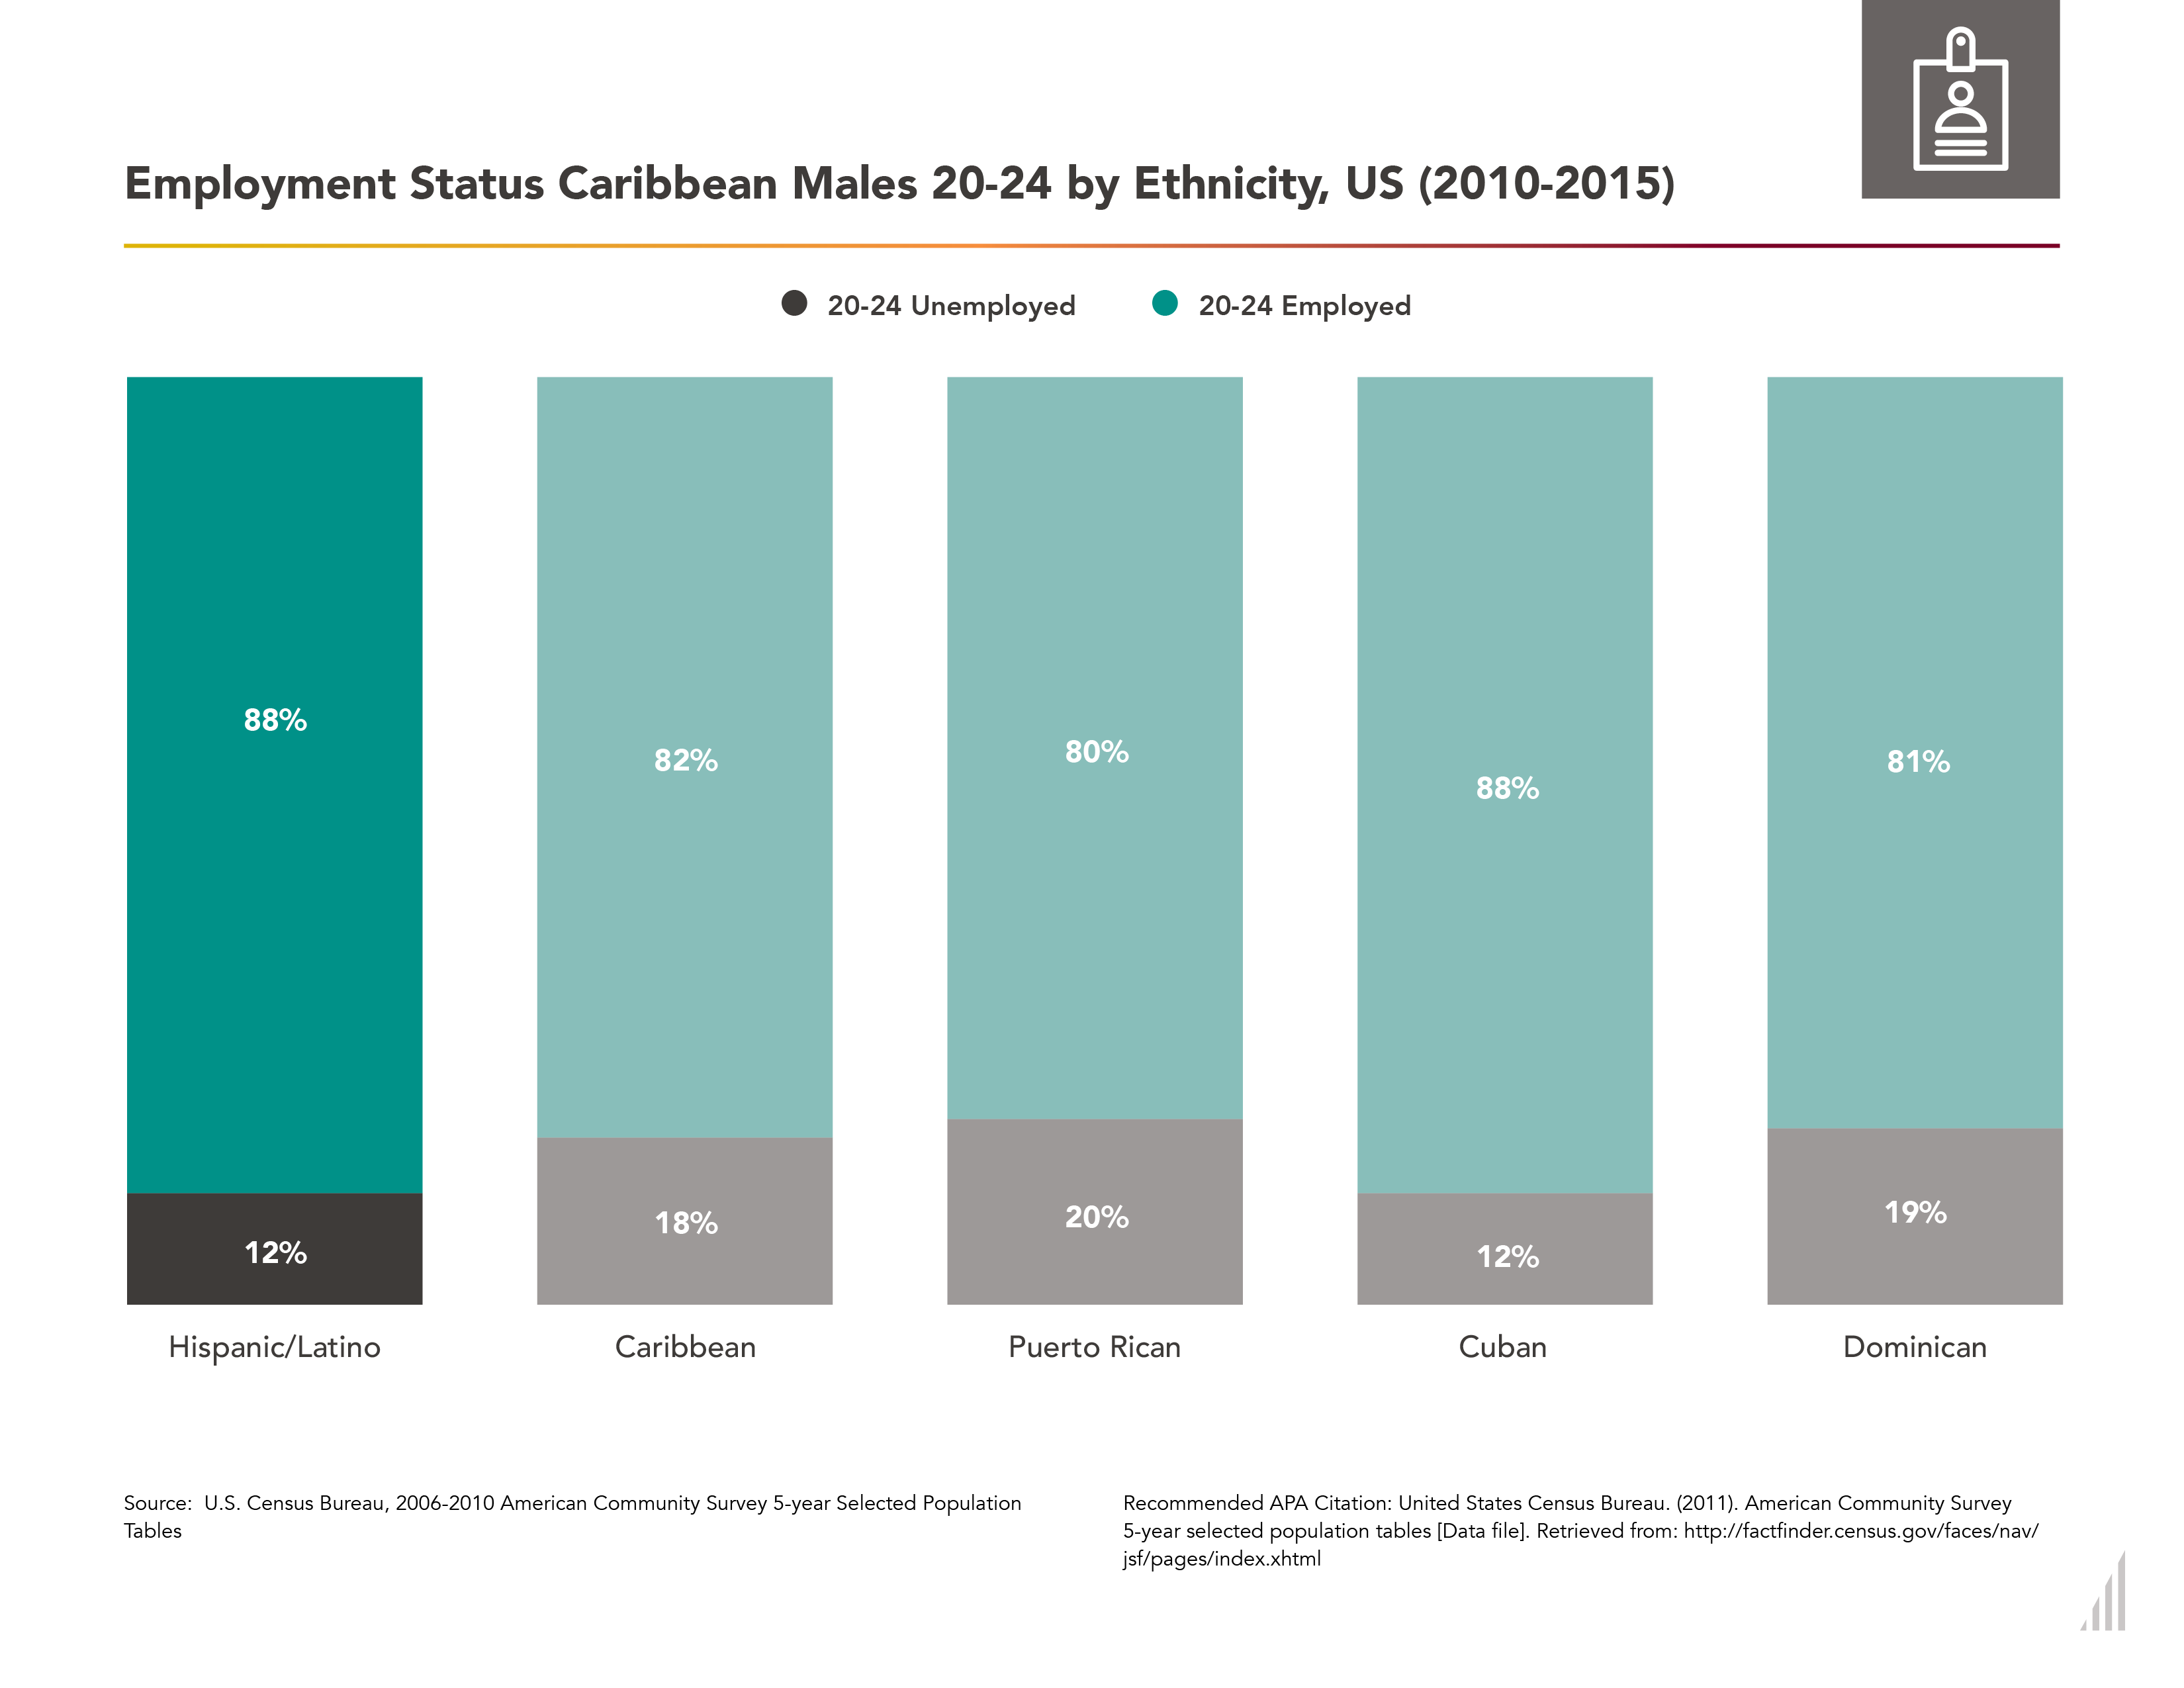 Employment Status Caribbean Males 20-24 by Ethnicity, US (2010-2015)
20-24 Unemployed
20-24 Employed
88%
82%
80%
88%
81%
12%
18%
20%
12%
19%
Hispanic/Latino
Caribbean
Puerto Rican
Cuban
Dominican
Source:  U.S. Census Bureau, 2006-2010 American Community Survey 5-year Selected Population
Tables
Recommended APA Citation: United States Census Bureau. (2011). American Community Survey
5-year selected population tables [Data file]. Retrieved from: http://factfinder.census.gov/faces/nav/
jsf/pages/index.xhtml